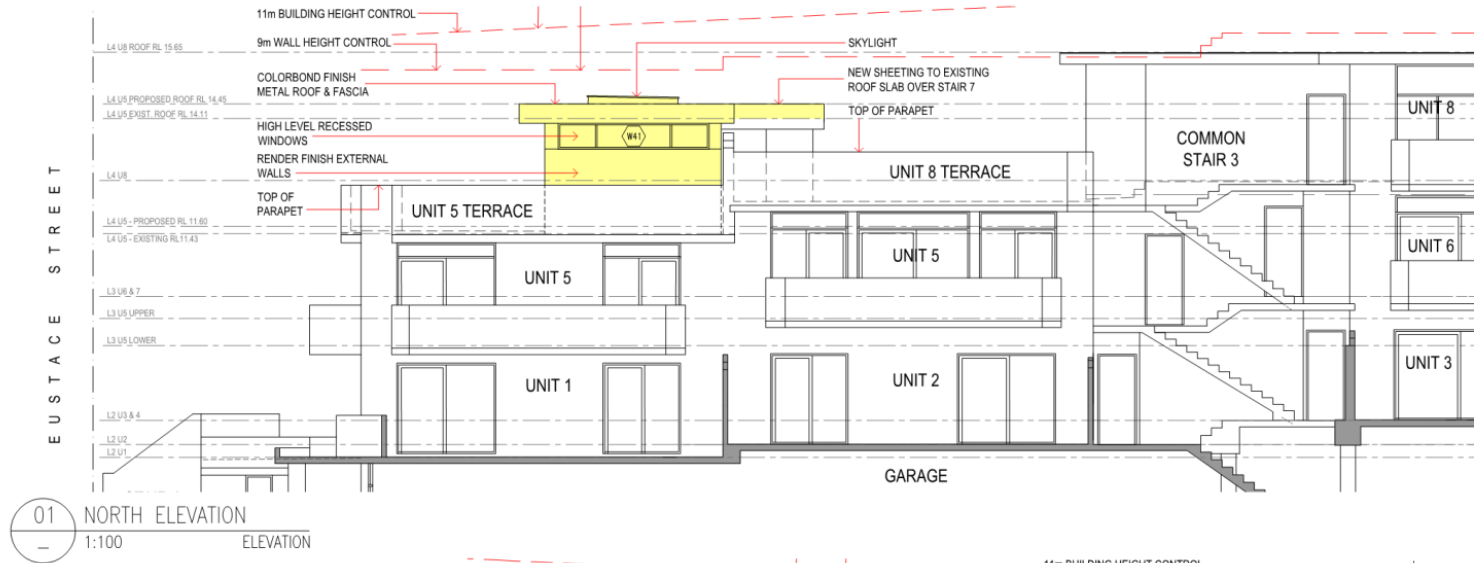 11m BUILDING HEIGHT CONTROL
L4 U8 ROOF RL 15.65
9m WALL HEIGHT CONTROL
SKYLIGHT
COLORBOND FINISH
METAL ROOF & FASCIA
NEW SHEETING TO EXISTING
ROOF SLAB OVER STAIR 7
L4 U5 PROPOSED ROOF RL 14.45
L4 U5 EXIST. ROOF RL 14.11
TOP OF PARAPET
UNIT 8
HIGH LEVEL RECESSED
WINDOWS
W41
COMMON
STAIR 3
RENDER FINISH EXTERNAL
WALLS
L4 U8
UNIT 8 TERRACE
TOP OF
PARAPET
UNIT 5 TERRACE
L4 U5 - PROPOSED RL 11.60
L4 U5 - EXISTING RL11.43
UNIT 5
UNIT 5
UNIT 6
L3 U6 & 7
L3 U5 UPPER
L3 U5 LOWER
UNIT 1
UNIT 2
UNIT 3
L2 U3 & 4
L2 U2
L2 U1
EUSTACE STREET
GARAGE
01
NORTH ELEVATION
–
1:100
ELEVATION